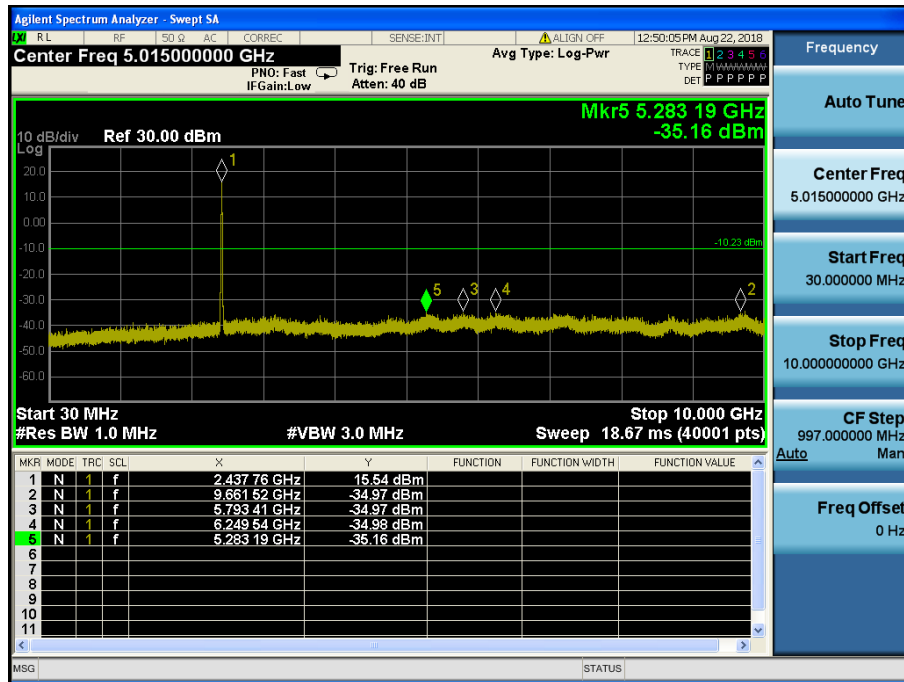 Agilent Spectrum Analyzer - Swept SA
LXI RL RF 50 Ω AC CORREC SENSE:INT ALIGN OFF 12:50:05 PM Aug 22, 2018
Center Freq 5.015000000 GHz
PNO: Fast
IFGain:Low
Trig: Free Run
Atten: 40 dB
Avg Type: Log-Pwr
TRACE 1 2 3 4 5 6
TYPE M WWWWW
DET P P P P P P
Mkr5 5.283 19 GHz
-35.16 dBm
10 dB/div Ref 30.00 dBm
Log
20.0
10.0
0.00
-10.0
-20.0
-30.0
-40.0
-50.0
-60.0
1
-10.23 dBm
5 3 4 2
Start 30 MHz Stop 10.000 GHz
#Res BW 1.0 MHz #VBW 3.0 MHz Sweep 18.67 ms (40001 pts)
MKR MODE TRC SCL X Y FUNCTION FUNCTION WIDTH FUNCTION VALUE
1 N 1 f 2.437 76 GHz 15.54 dBm
2 N 1 f 9.661 52 GHz -34.97 dBm
3 N 1 f 5.793 41 GHz -34.97 dBm
4 N 1 f 6.249 54 GHz -34.98 dBm
5 N 1 f 5.283 19 GHz -35.16 dBm
6
7
8
9
10
11
MSG STATUS
Frequency
Auto Tune
Center Freq
5.015000000 GHz
Start Freq
30.000000 MHz
Stop Freq
10.000000000 GHz
CF Step
997.000000 MHz
Auto Man
Freq Offset
0 Hz